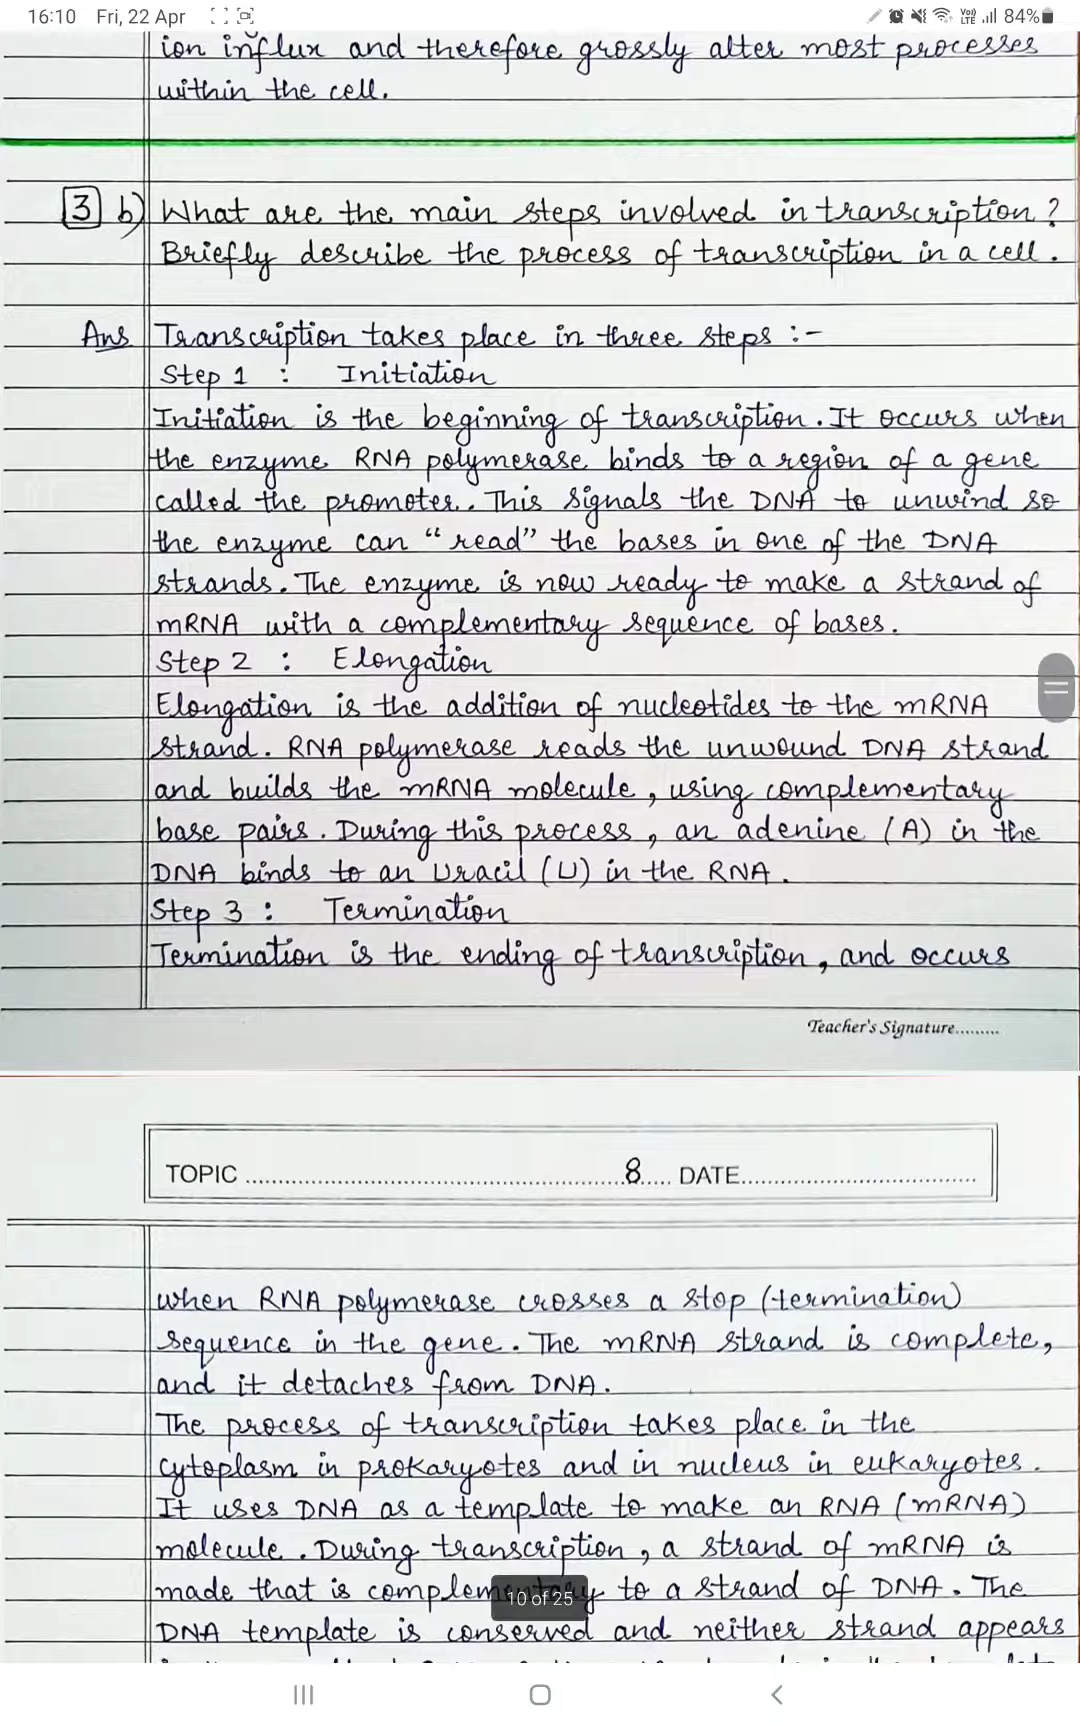 16:10 Fri, 22 Apr 84%
ion influx and therefore grossly alter most processes
within the cell.
3 b) What are the main steps involved in transcription?
Briefly describe the process of transcription in a cell.
Ans Transcription takes place in three steps :-
Step 1 : Initiation
Initiation is the beginning of transcription. It occurs when
the enzyme RNA polymerase binds to a region of a gene
called the promoter. This signals the DNA to unwind so
the enzyme can "read" the bases in one of the DNA
strands. The enzyme is now ready to make a strand of
mRNA with a complementary sequence of bases.
Step 2 : Elongation
Elongation is the addition of nucleotides to the mRNA
strand. RNA polymerase reads the unwound DNA strand
and builds the mRNA molecule, using complementary
base pairs. During this process, an adenine (A) in the
DNA binds to an Uracil (U) in the RNA.
Step 3 : Termination
Termination is the ending of transcription, and occurs
Teacher's Signature.........
TOPIC ........ 8 ..... DATE........
when RNA polymerase crosses a stop (termination)
sequence in the gene. The mRNA strand is complete,
and it detaches from DNA.
The process of transcription takes place in the
cytoplasm in prokaryotes and in nucleus in eukaryotes.
It uses DNA as a template to make an RNA (mRNA)
molecule. During transcription, a strand of mRNA is
made that is complementary to a strand of DNA. The
10 of 25
DNA template is conserved and neither strand appears